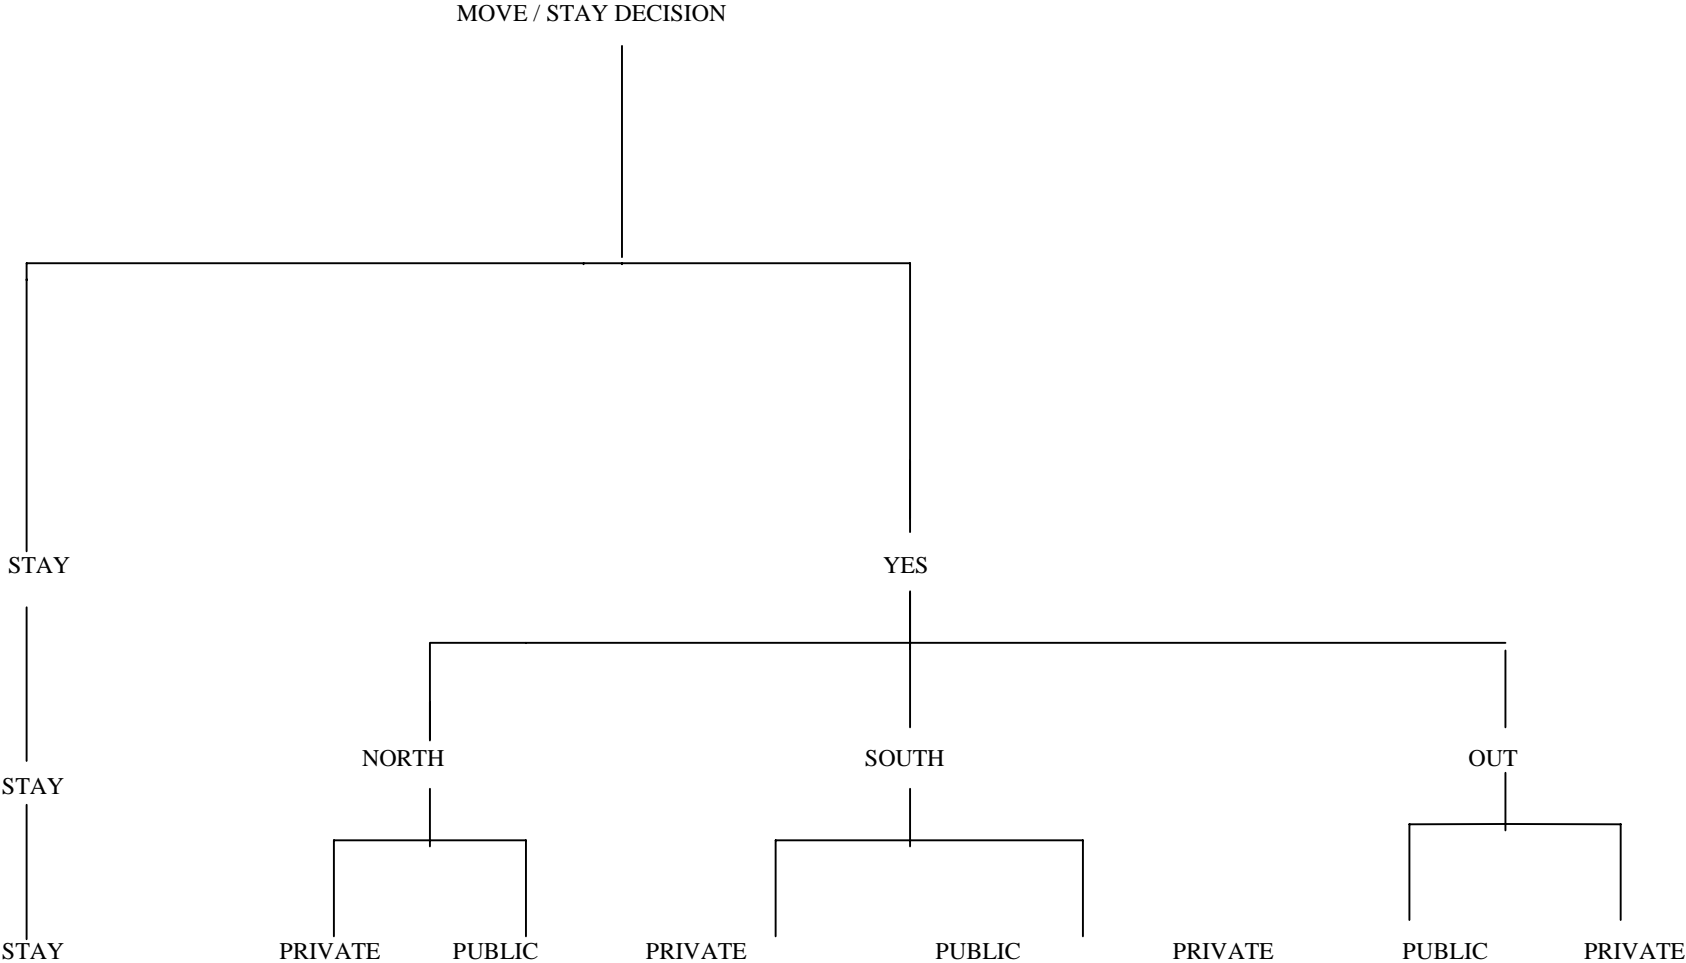 MOVE / STAY DECISION
STAY YES
NORTH SOUTH OUT
STAY
STAY PRIVATE PUBLIC PRIVATE PUBLIC PRIVATE PUBLIC PRIVATE